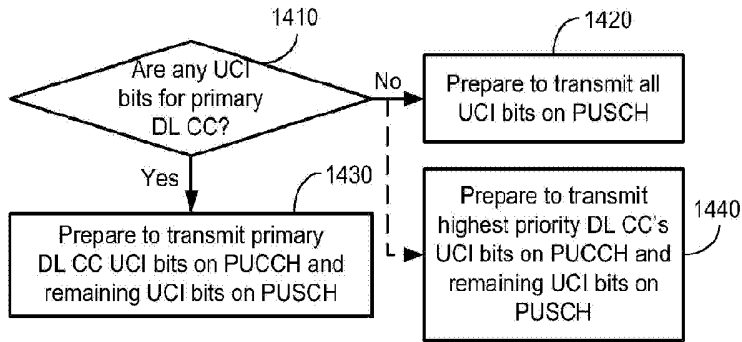 1410
Are any UCI
bits for primary
DL CC?
No
1420
Prepare to transmit all
UCI bits on PUSCH
Yes
1430
Prepare to transmit primary
DL CC UCI bits on PUCCH and
remaining UCI bits on PUSCH
1440
Prepare to transmit
highest priority DL CC's
UCI bits on PUCCH and
remaining UCI bits on
PUSCH